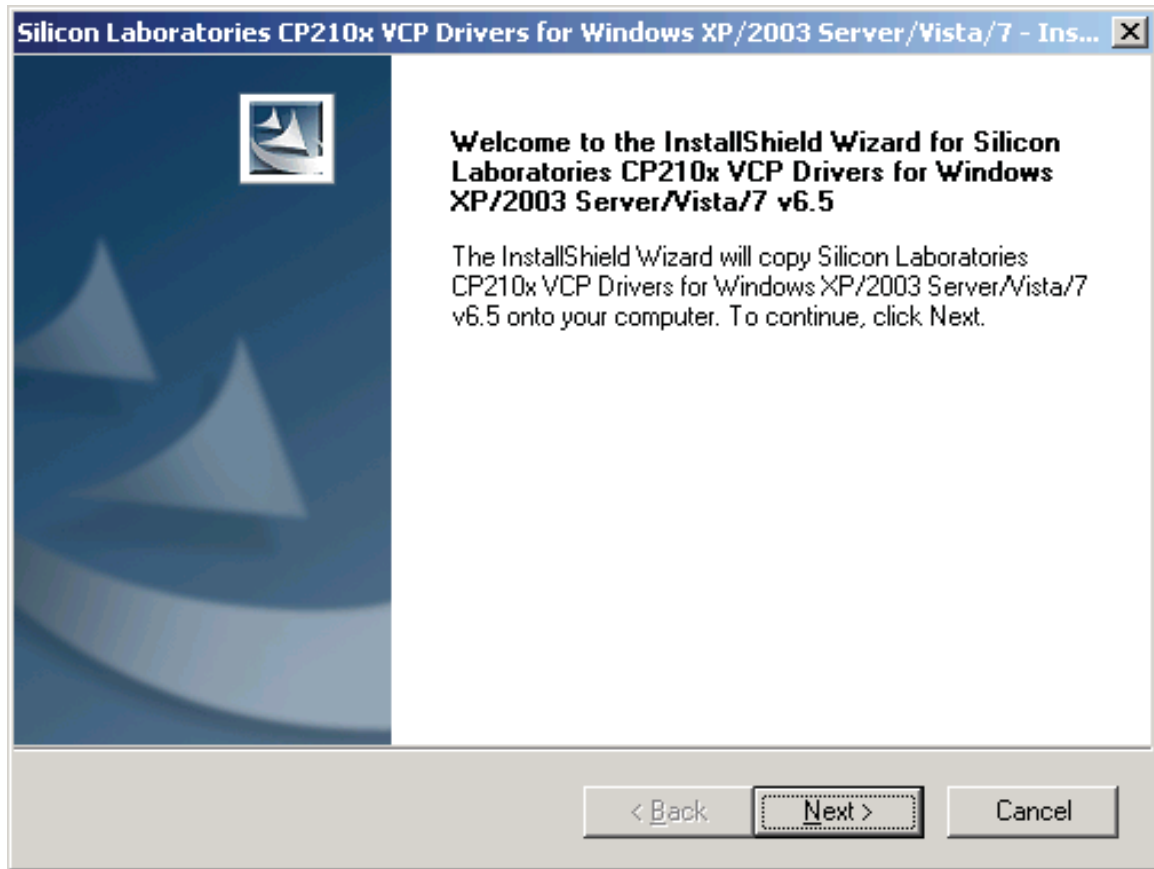 Silicon Laboratories CP210x VCP Drivers for Windows XP/2003 Server/Vista/7 - Ins...
Welcome to the InstallShield Wizard for Silicon
Laboratories CP210x VCP Drivers for Windows
XP/2003 Server/Vista/7 v6.5
The InstallShield Wizard will copy Silicon Laboratories
CP210x VCP Drivers for Windows XP/2003 Server/Vista/7
v6.5 onto your computer. To continue, click Next.
< Back Next > Cancel